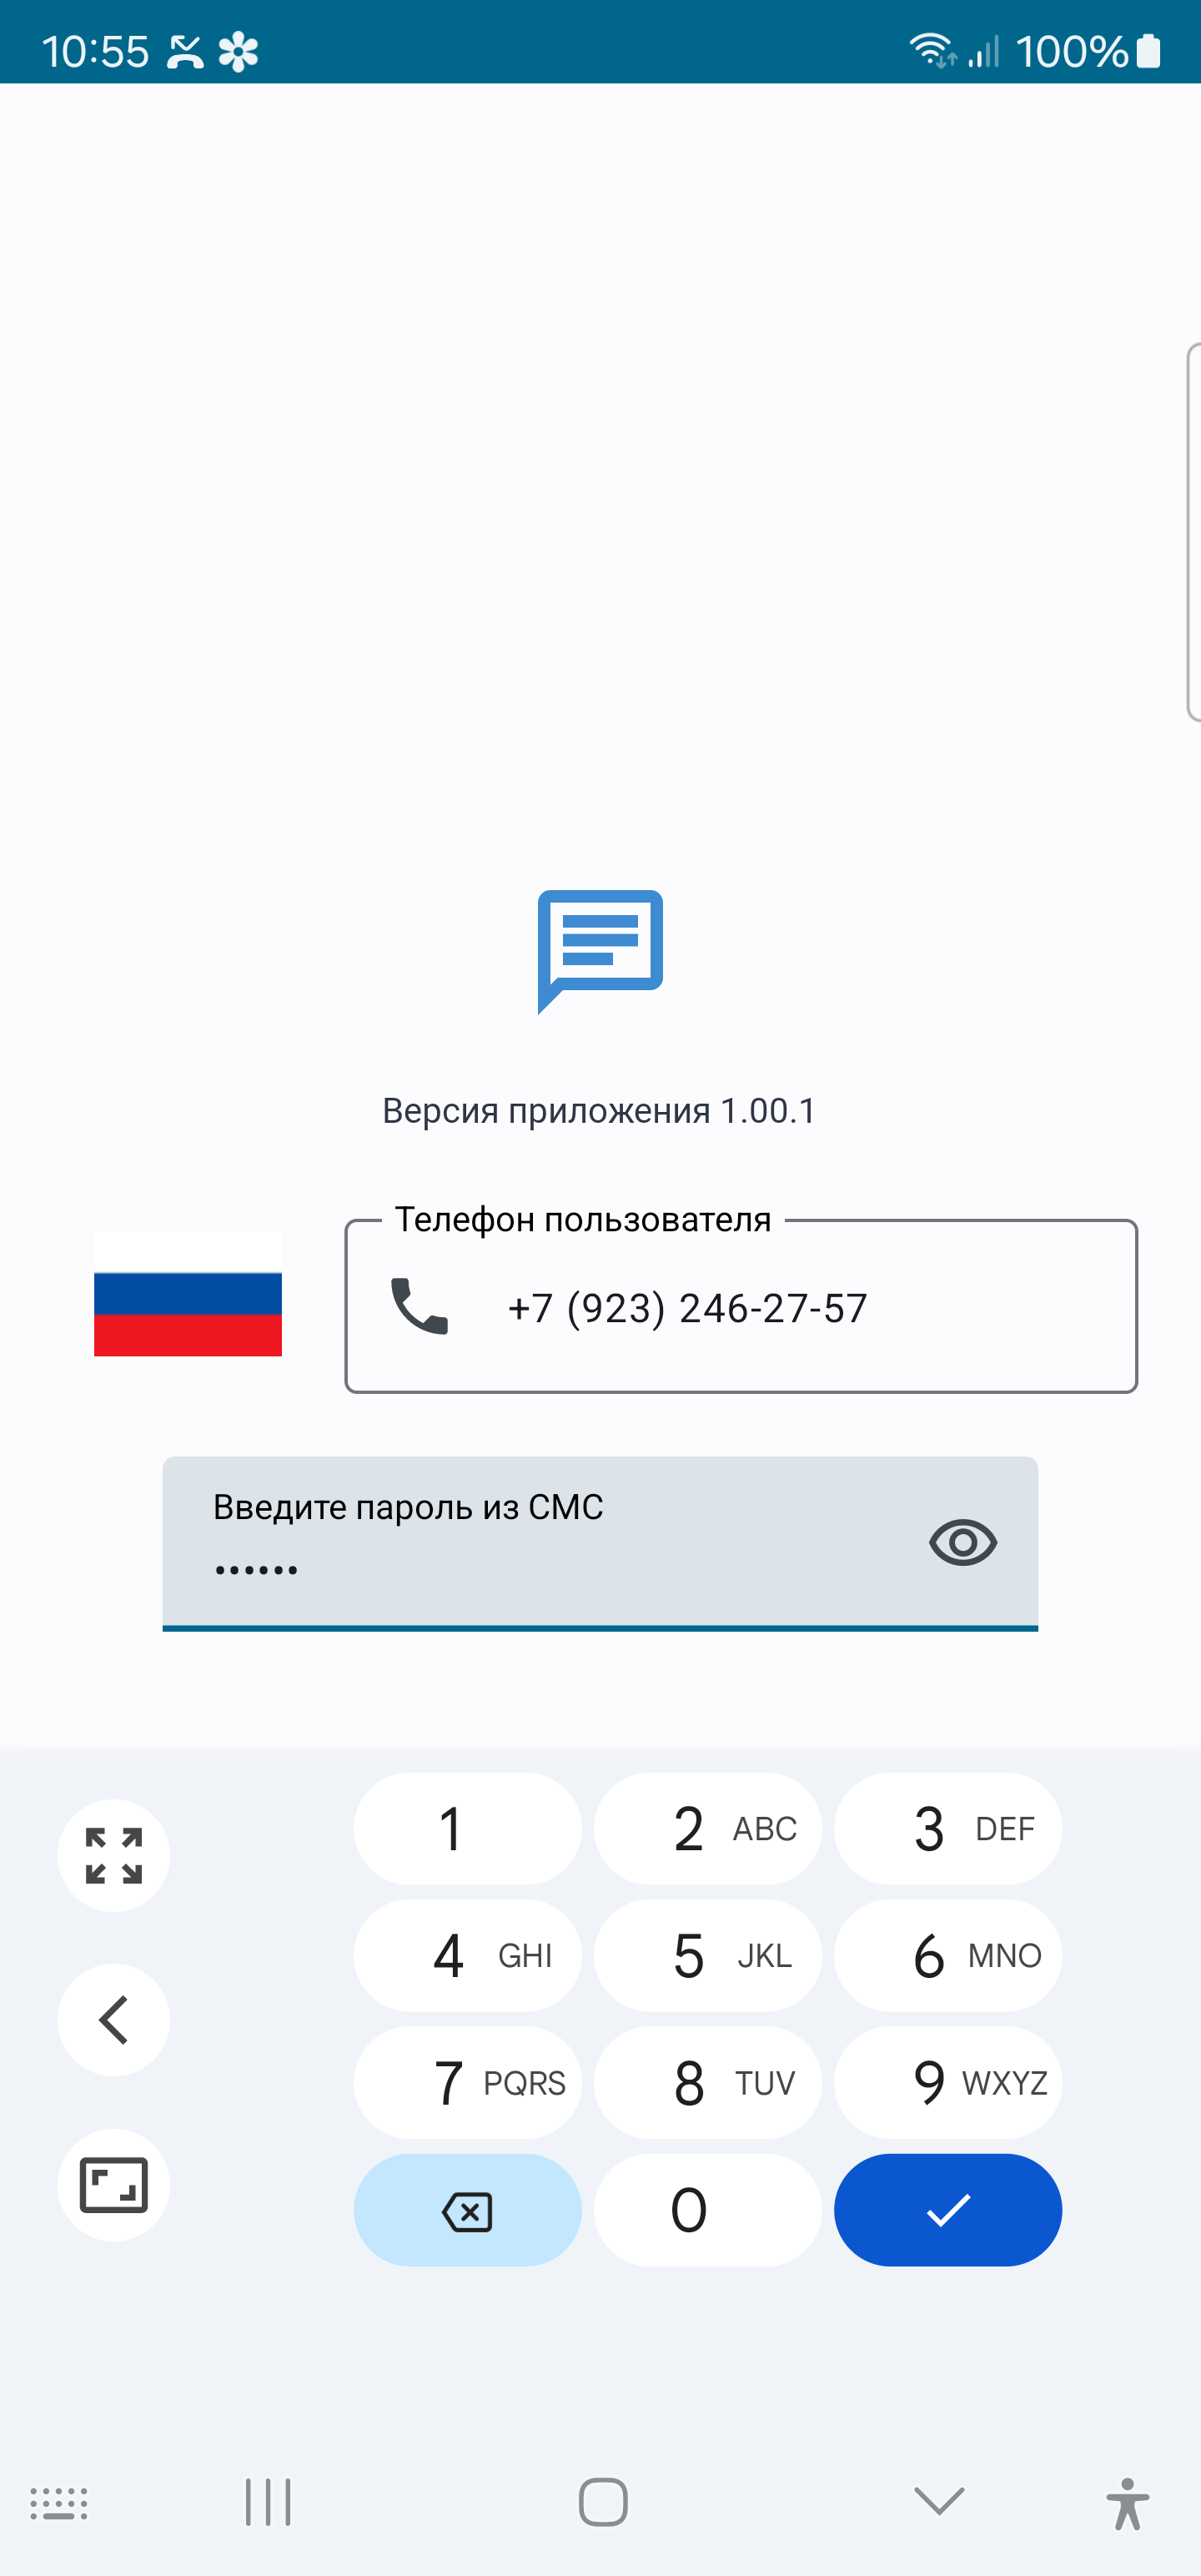 10:55 100%
Версия приложения 1.00.1
Телефон пользователя
+7 (923) 246-27-57
Введите пароль из СМС
••••••
1 2 ABC 3 DEF
4 GHI 5 JKL 6 MNO
7 PQRS 8 TUV 9 WXYZ
0